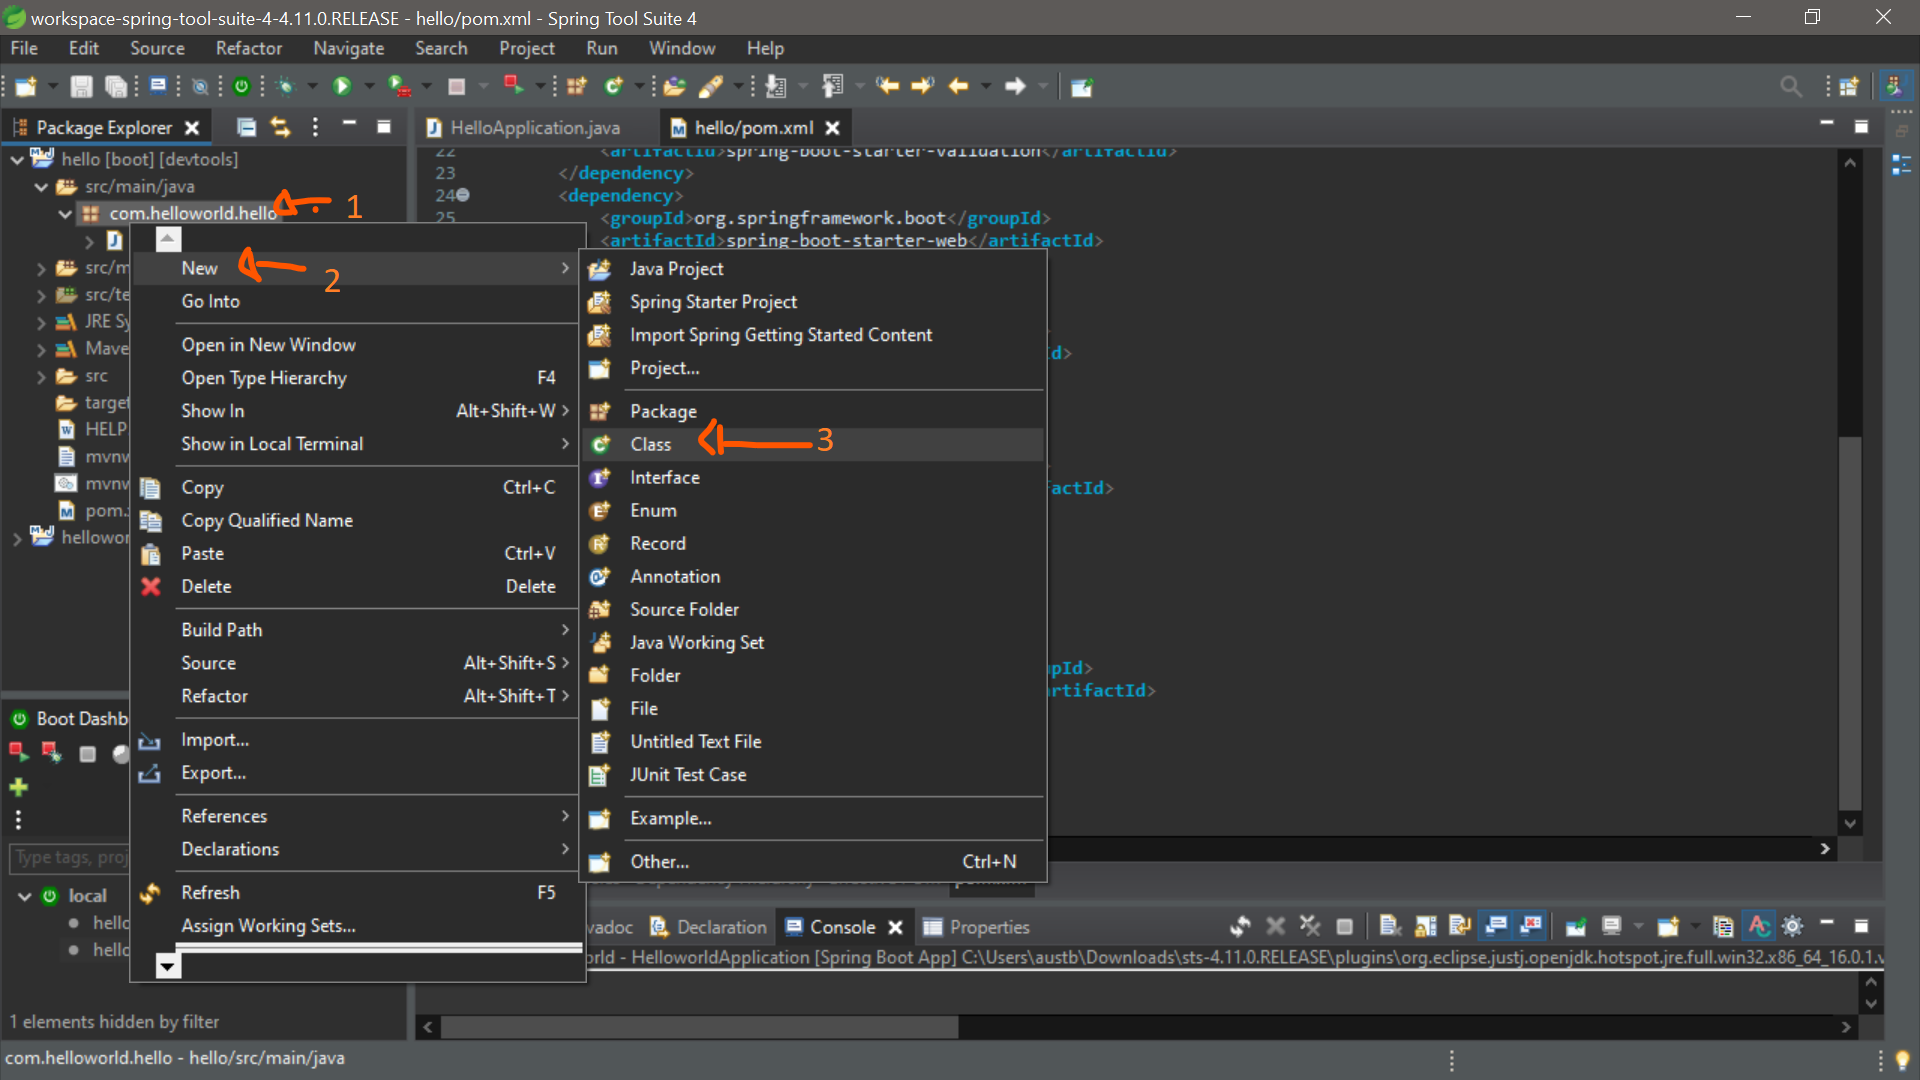 workspace-spring-tool-suite-4-4.11.0.RELEASE - hello/pom.xml - Spring Tool Suite 4
File Edit Source Refactor Navigate Search Project Run Window Help
Package Explorer
HelloApplication.java
hello/pom.xml
hello [boot] [devtools]
src/main/java
com.helloworld.hello
1
22 <artifactId>spring-boot-starter-validation</artifactId>
23 </dependency>
24 <dependency>
25 <groupId>org.springframework.boot</groupId>
<artifactId>spring-boot-starter-web</artifactId>
src/m
src/te
JRE Sy
Mave
src
target
HELP.
mvnw
mvnw
pom.
hellowor
New
2
Go Into
Open in New Window
Open Type Hierarchy F4
Show In Alt+Shift+W
Show in Local Terminal
Copy Ctrl+C
Copy Qualified Name
Paste Ctrl+V
Delete Delete
Build Path
Source Alt+Shift+S
Refactor Alt+Shift+T
Import...
Export...
References
Declarations
Refresh F5
Assign Working Sets...
Java Project
Spring Starter Project
Import Spring Getting Started Content
Project...
Package
Class
3
Interface
Enum
Record
Annotation
Source Folder
Java Working Set
Folder
File
Untitled Text File
JUnit Test Case
Example...
Other... Ctrl+N
d>
actId>
pId>
rtifactId>
Boot Dashb
Type tags, proj
local
hello
hello
1 elements hidden by filter
vadoc Declaration Console Properties
orld - HelloworldApplication [Spring Boot App] C:\Users\austb\Downloads\sts-4.11.0.RELEASE\plugins\org.eclipse.justj.openjdk.hotspot.jre.full.win32.x86_64_16.0.1.v
com.helloworld.hello - hello/src/main/java